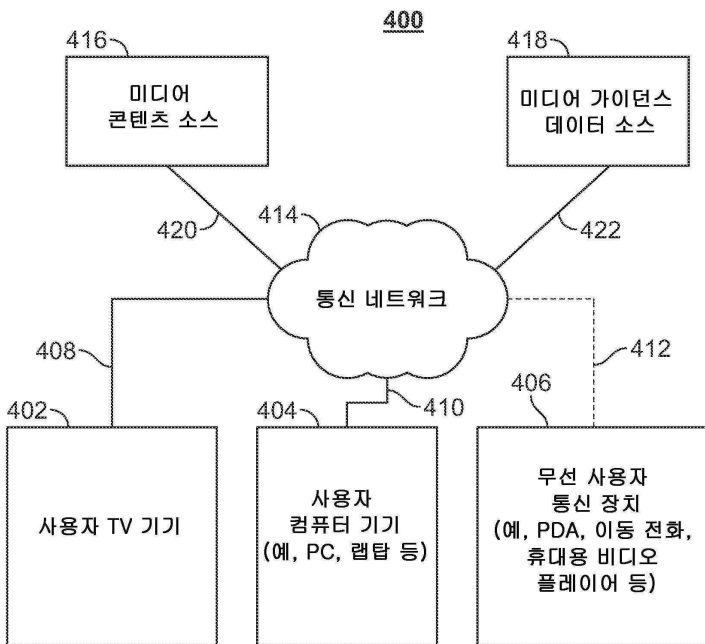 400
416
미디어
콘텐츠 소스
418
미디어 가이던스
데이터 소스
420
414
422
통신 네트워크
408
412
402
404
410
406
사용자 TV 기기
사용자
컴퓨터 기기
(예, PC, 랩탑 등)
무선 사용자
통신 장치
(예, PDA, 이동 전화,
휴대용 비디오
플레이어 등)